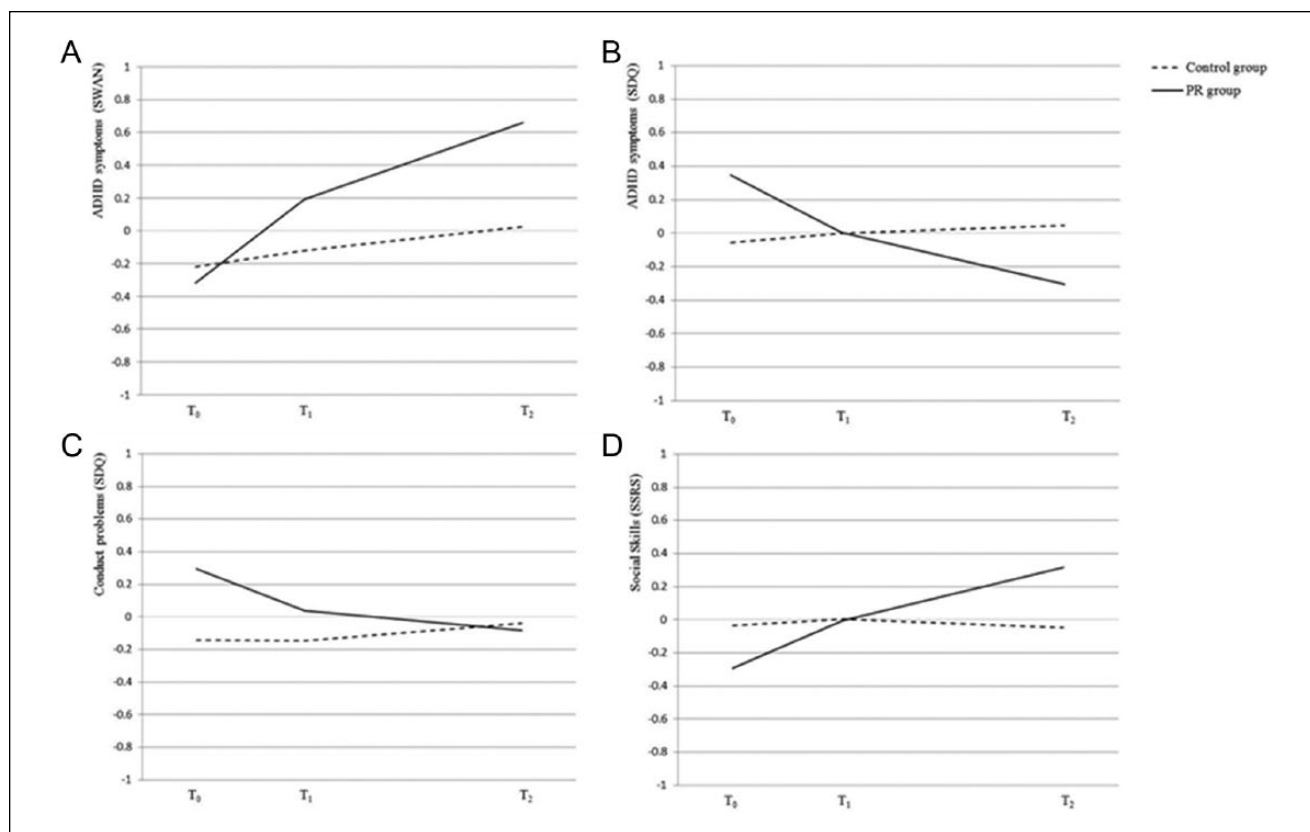 A
ADHD symptoms (SWAN)
1
0.8
0.6
0.4
0.2
0
-0.2
-0.4
-0.6
-0.8
-1
T₀
T₁
T₂
B
ADHD symptoms (SDQ)
1
0.8
0.6
0.4
0.2
0
-0.2
-0.4
-0.6
-0.8
-1
T₀
T₁
T₂
Control group
PR group
C
Conduct problems (SDQ)
1
0.8
0.6
0.4
0.2
0
-0.2
-0.4
-0.6
-0.8
-1
T₀
T₁
T₂
D
Social Skills (SSRS)
1
0.8
0.6
0.4
0.2
0
-0.2
-0.4
-0.6
-0.8
-1
T₀
T₁
T₂